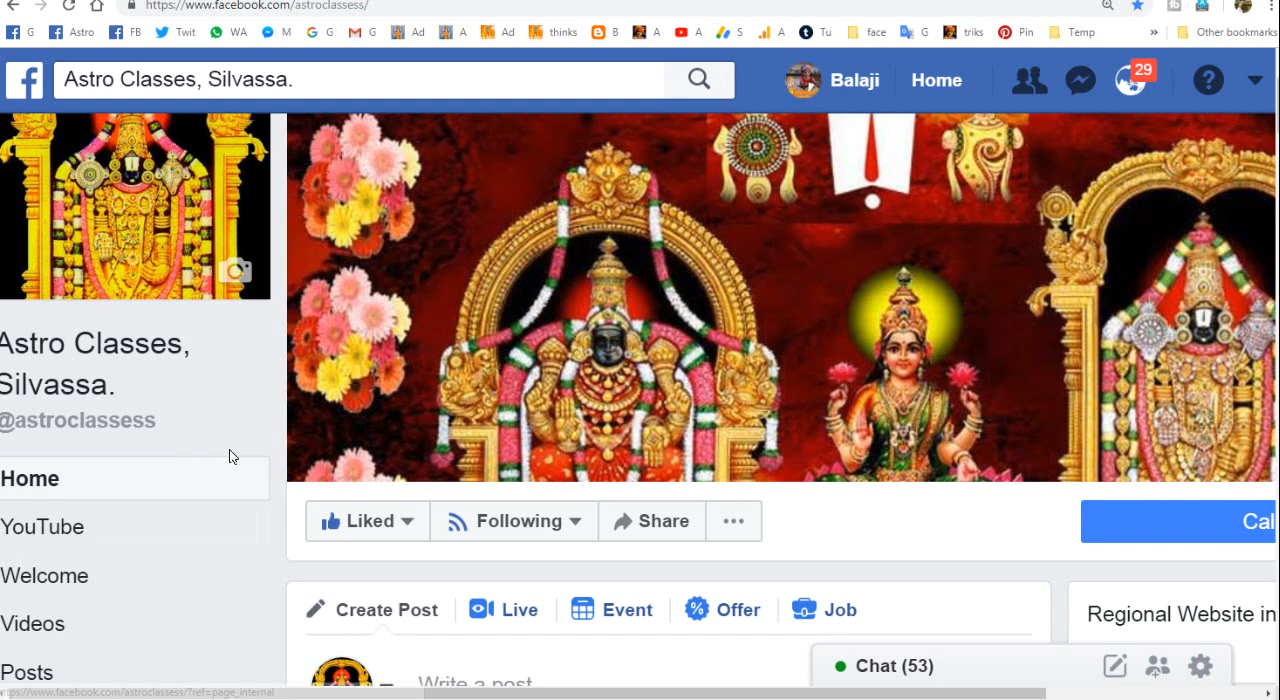 https://www.facebook.com/astroclassess/
G Astro FB Twit WA M G G Ad A Ad thinks B A A S A Tu face G triks Pin Temp » Other bookmarks
Astro Classes, Silvassa.
Balaji Home 29
Astro Classes,
Silvassa.
@astroclassess
Home
YouTube
Welcome
Videos
Posts
Liked Following Share
Cal
Create Post Live Event Offer Job
Regional Website in
Write a post
Chat (53)
ttps://www.facebook.com/astroclassess/?ref=page_internal